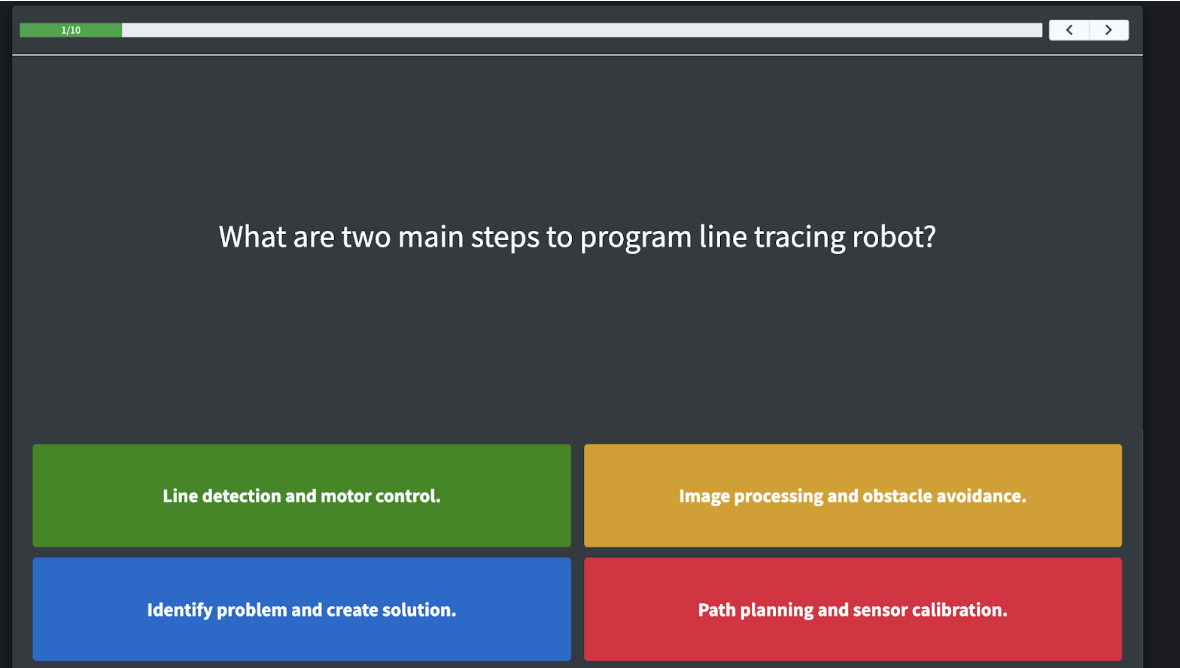 1/10
What are two main steps to program line tracing robot?
Line detection and motor control.
Image processing and obstacle avoidance.
Identify problem and create solution.
Path planning and sensor calibration.